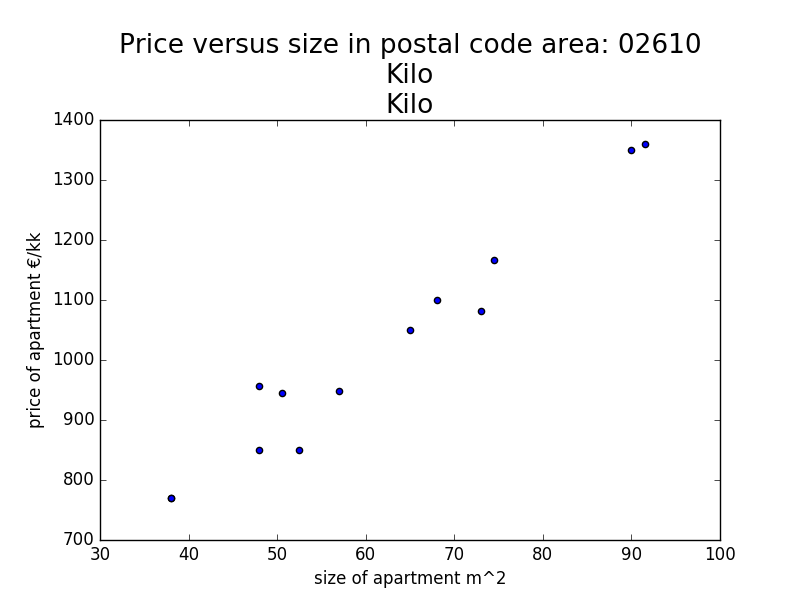 Price versus size in postal code area: 02610
Kilo
Kilo
1400
1300
1200
1100
1000
900
800
700
price of apartment €/kk
30 40 50 60 70 80 90 100
size of apartment m^2